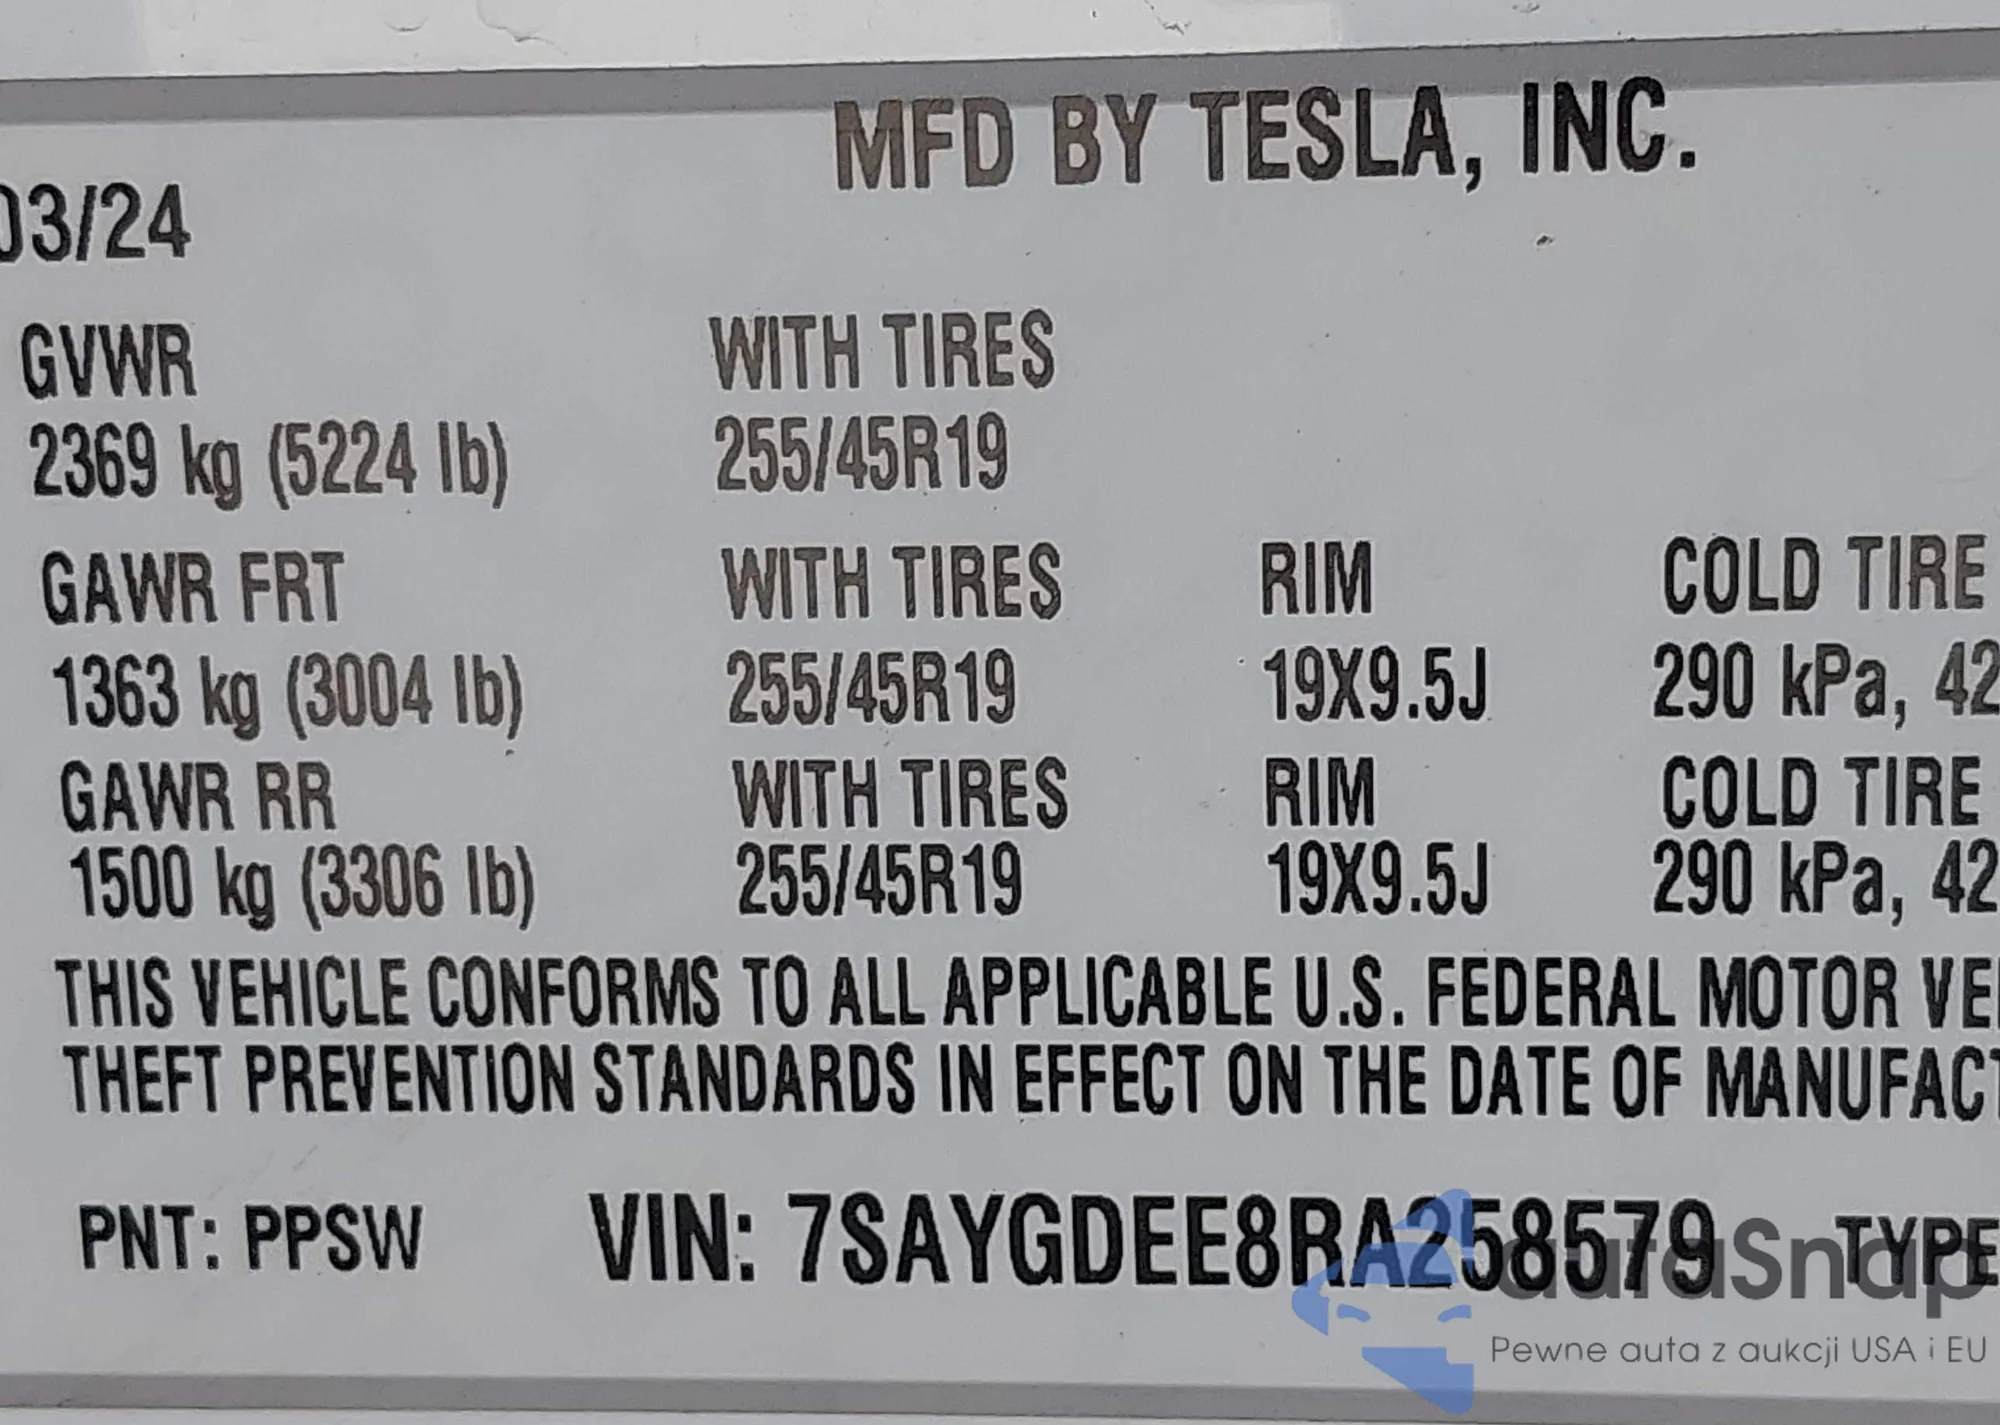 MFD BY TESLA, INC.
03/24
GVWR WITH TIRES
2369 kg (5224 lb) 255/45R19
GAWR FRT WITH TIRES RIM COLD TIRE
1363 kg (3004 lb) 255/45R19 19X9.5J 290 kPa, 42
GAWR RR WITH TIRES RIM COLD TIRE
1500 kg (3306 lb) 255/45R19 19X9.5J 290 kPa, 42
THIS VEHICLE CONFORMS TO ALL APPLICABLE U.S. FEDERAL MOTOR VE
THEFT PREVENTION STANDARDS IN EFFECT ON THE DATE OF MANUFACT
PNT: PPSW VIN: 7SAYGDEE8RA258579 TYPE
autaSnap
Pewne auta z aukcji USA i EU